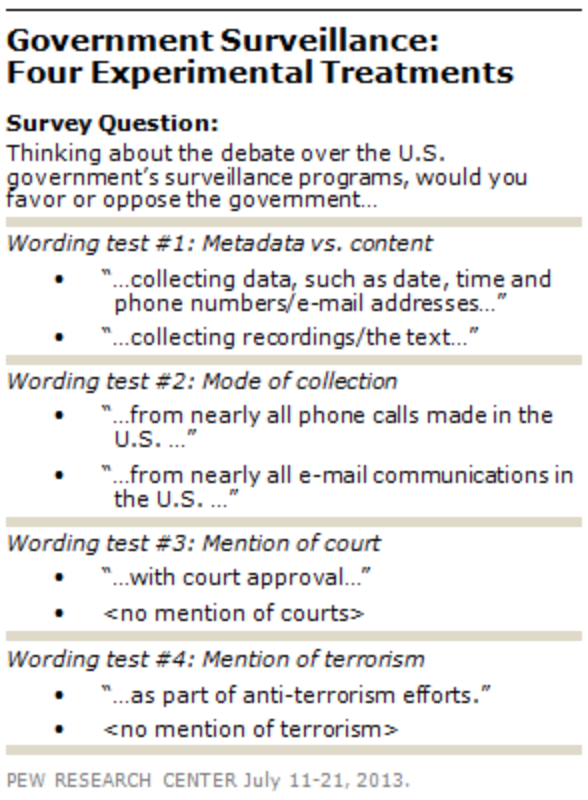 Government Surveillance:
Four Experimental Treatments
Survey Question:
Thinking about the debate over the U.S.
government's surveillance programs, would you
favor or oppose the government…
Wording test #1: Metadata vs. content
• “…collecting data, such as date, time and
phone numbers/e-mail addresses…”
• “…collecting recordings/the text…”
Wording test #2: Mode of collection
• “…from nearly all phone calls made in the
U.S. …”
• “…from nearly all e-mail communications in
the U.S. …”
Wording test #3: Mention of court
• “…with court approval…”
• <no mention of courts>
Wording test #4: Mention of terrorism
• “…as part of anti-terrorism efforts.”
• <no mention of terrorism>
PEW RESEARCH CENTER July 11-21, 2013.